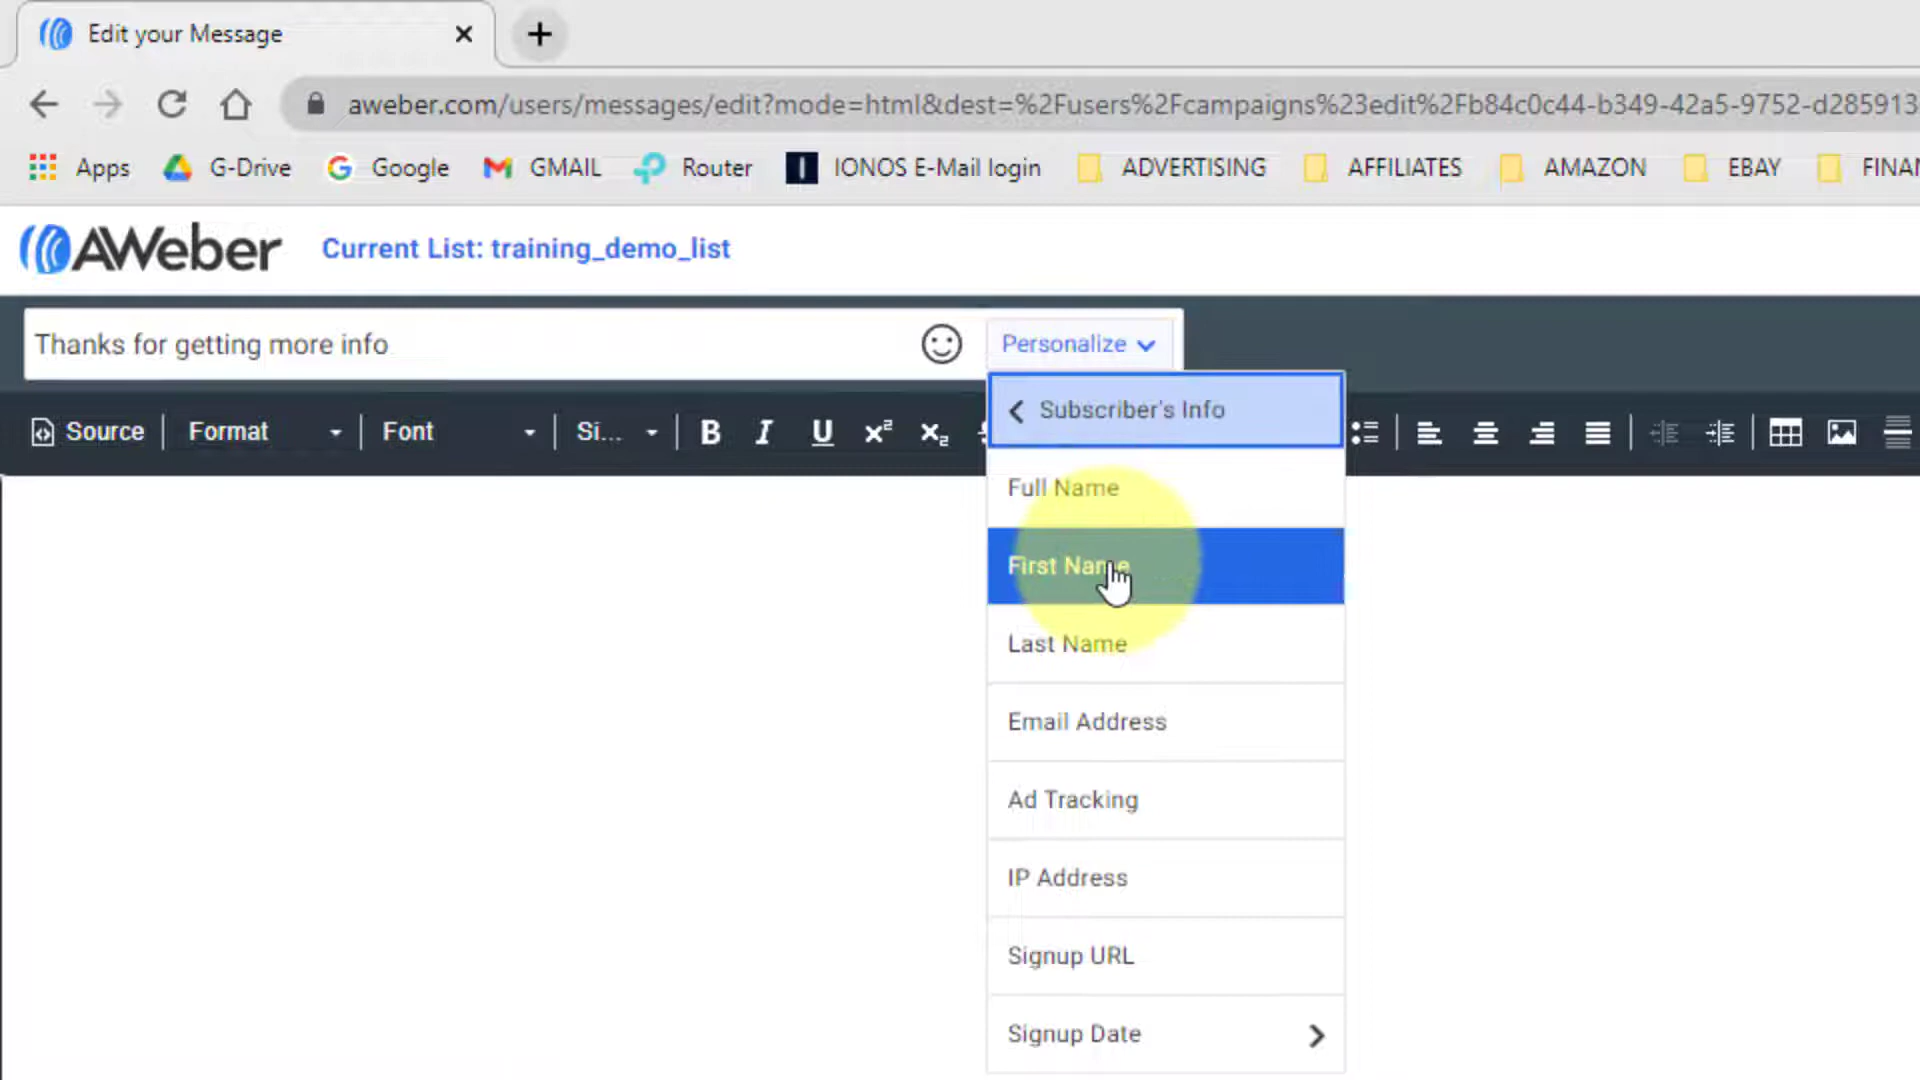 Edit your Message
aweber.com/users/messages/edit?mode=html&dest=%2Fusers%2Fcampaigns%23edit%2Fb84c0c44-b349-42a5-9752-d285913
Apps G-Drive Google GMAIL Router IONOS E-Mail login ADVERTISING AFFILIATES AMAZON EBAY FINAN
AWeber Current List: training_demo_list
Thanks for getting more info Personalize
Subscriber's Info
Source Format Font Si... B I U x² x₂
Full Name
First Name
Last Name
Email Address
Ad Tracking
IP Address
Signup URL
Signup Date